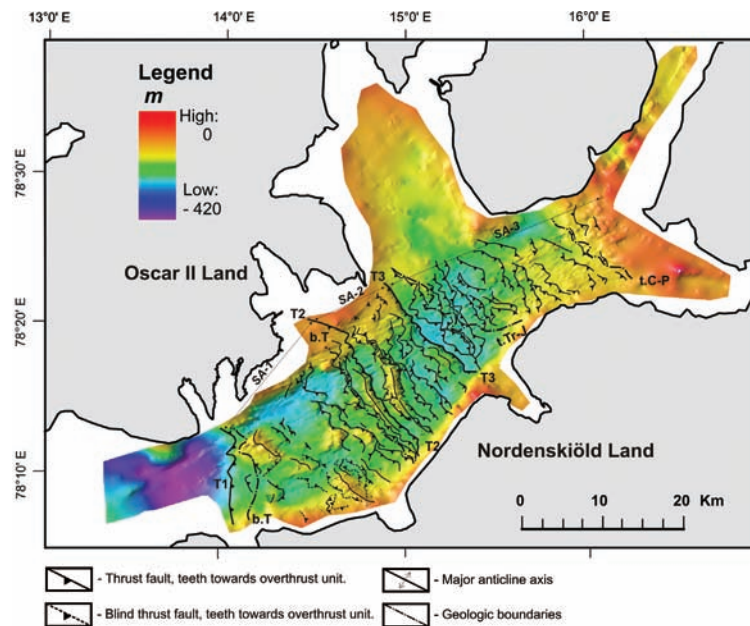 13°0'E 14°0'E 15°0'E 16°0'E
Legend
m
High:
0
Low:
- 420
78°30' E
78°20' E
78°10' E
Oscar II Land
SA-3
t.C-P
T3
SA-2
T2
b.T
t.Tr-J
SA-1
T3
T2
Nordenskiöld Land
T1
b.T
0 10 20 Km
- Thrust fault, teeth towards overthrust unit.
- Major anticline axis
- Blind thrust fault, teeth towards overthrust unit.
- Geologic boundaries